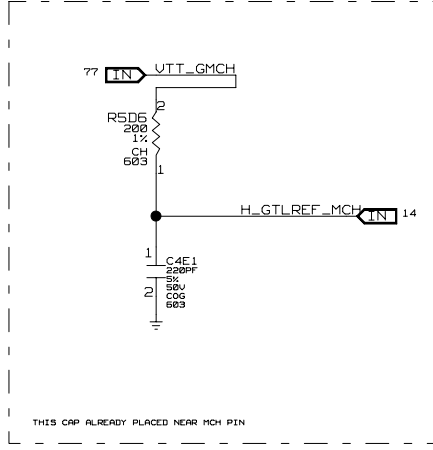 77 IN VTT_GMCH
2
R5D6
200
1%
CH
603
1
H_GTLREF_MCH IN 14
1
C4E1
220PF
5%
50V
COG
603
2
THIS CAP ALREADY PLACED NEAR MCH PIN